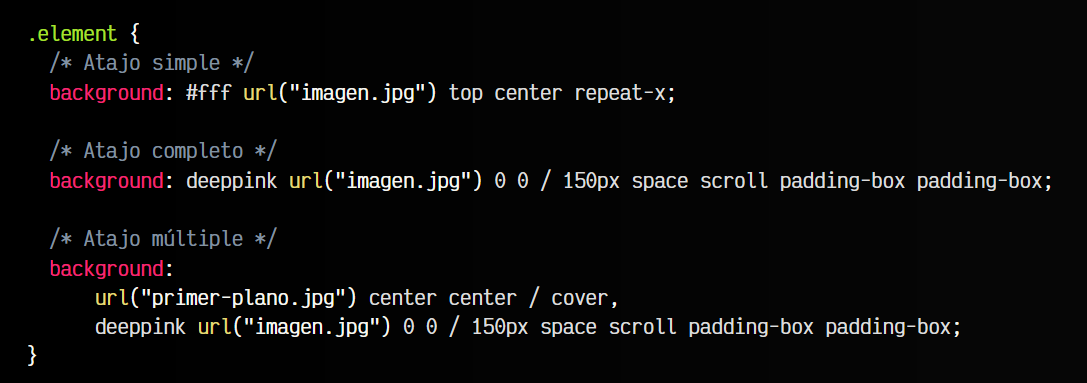 .element {
/* Atajo simple */
background: #fff url("imagen.jpg") top center repeat-x;
/* Atajo completo */
background: deeppink url("imagen.jpg") 0 0 / 150px space scroll padding-box padding-box;
/* Atajo múltiple */
background:
url("primer-plano.jpg") center center / cover,
deeppink url("imagen.jpg") 0 0 / 150px space scroll padding-box padding-box;
}